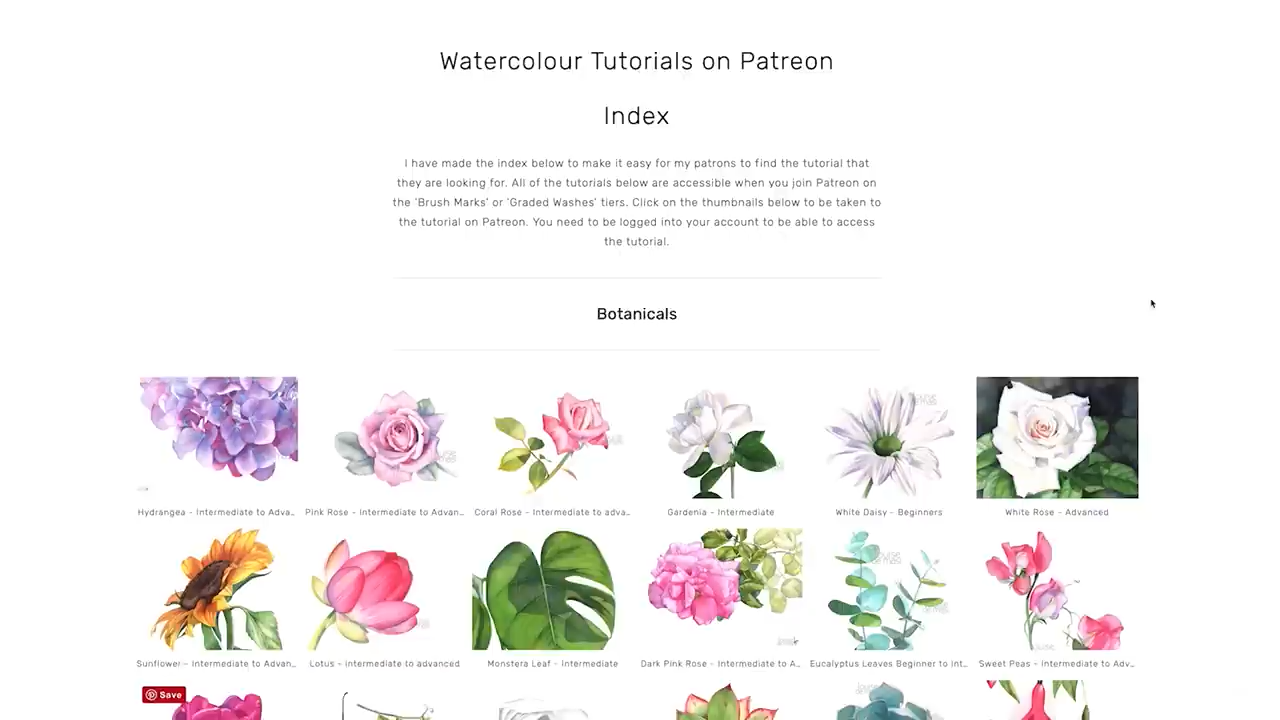 Watercolour Tutorials on Patreon
Index
I have made the index below to make it easy for my patrons to find the tutorial that
they are looking for. All of the tutorials below are accessible when you join Patreon on
the 'Brush Marks' or 'Graded Washes' tiers. Click on the thumbnails below to be taken to
the tutorial on Patreon. You need to be logged into your account to be able to access
the tutorial.
Botanicals
Hydrangea - Intermediate to Adva...
Pink Rose - Intermediate to Advan...
Coral Rose - Intermediate to adva...
Gardenia - Intermediate
White Daisy - Beginners
White Rose - Advanced
Sunflower - Intermediate to Advan...
Lotus - intermediate to advanced
Monstera Leaf - Intermediate
Dark Pink Rose - Intermediate to A...
Eucalyptus Leaves Beginner to Int...
Sweet Peas - Intermediate to Adv...
Save